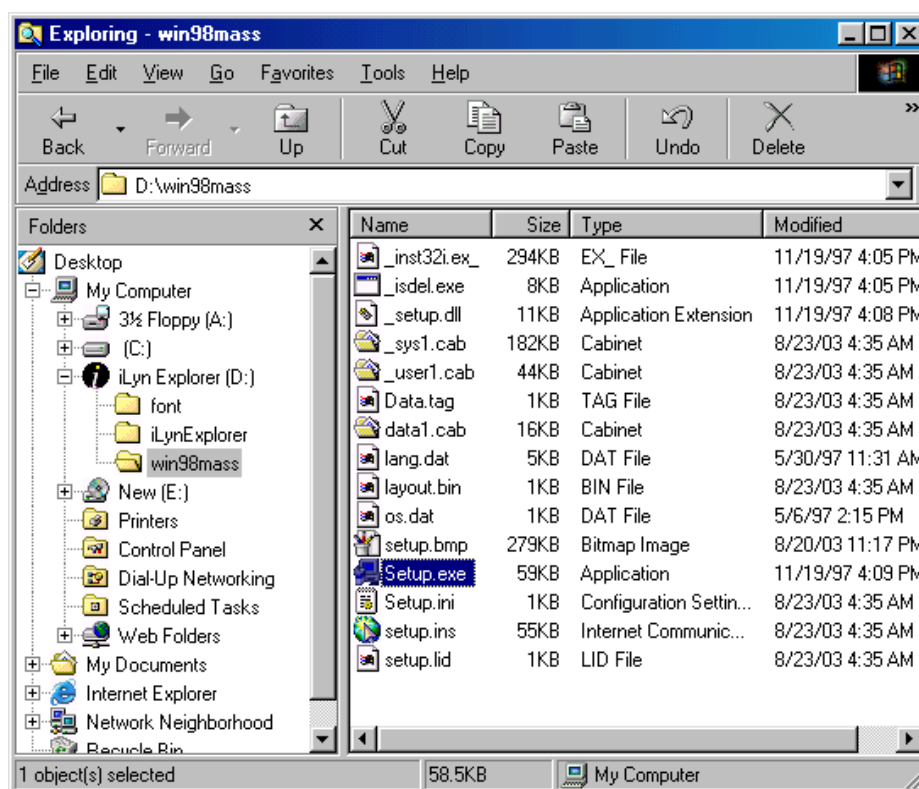 Exploring - win98mass
File Edit View Go Favorites Tools Help
Back Forward Up Cut Copy Paste Undo Delete »
Address D:\win98mass
Folders
Desktop
My Computer
3½ Floppy (A:)
(C:)
iLyn Explorer (D:)
font
iLynExplorer
win98mass
New (E:)
Printers
Control Panel
Dial-Up Networking
Scheduled Tasks
Web Folders
My Documents
Internet Explorer
Network Neighborhood
Recycle Bin
Name Size Type Modified
_inst32i.ex_ 294KB EX_ File 11/19/97 4:05 PM
_isdel.exe 8KB Application 11/19/97 4:05 PM
_setup.dll 11KB Application Extension 11/19/97 4:08 PM
_sys1.cab 182KB Cabinet 8/23/03 4:35 AM
_user1.cab 44KB Cabinet 8/23/03 4:35 AM
Data.tag 1KB TAG File 8/23/03 4:35 AM
data1.cab 16KB Cabinet 8/23/03 4:35 AM
lang.dat 5KB DAT File 5/30/97 11:31 AM
layout.bin 1KB BIN File 8/23/03 4:35 AM
os.dat 1KB DAT File 5/6/97 2:15 PM
setup.bmp 279KB Bitmap Image 8/20/03 11:17 PM
Setup.exe 59KB Application 11/19/97 4:09 PM
Setup.ini 1KB Configuration Settin... 8/23/03 4:35 AM
setup.ins 55KB Internet Communic... 8/23/03 4:35 AM
setup.lid 1KB LID File 8/23/03 4:35 AM
1 object(s) selected 58.5KB My Computer